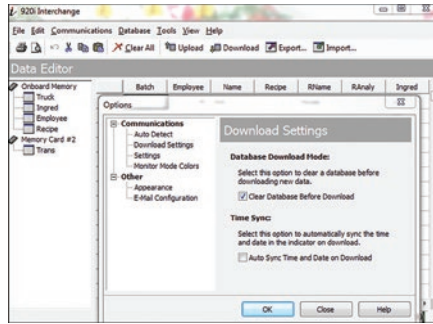 920i Interchange
File Edit Communications Database Tools View Help
Clear All Upload Download Export... Import...
Data Editor
Onboard Memory
Truck
Ingred
Employee
Recipe
Memory Card #2
Trans
Batch Employee Name Recipe RName RAnaly Ingred
Options
Communications
Auto Detect
Download Settings
Settings
Monitor Mode Colors
Other
Appearance
E-Mail Configuration
Download Settings
Database Download Mode:
Select this option to clear a database before
downloading new data.
Clear Database Before Download
Time Sync:
Select this option to automatically sync the time
and date in the indicator on download.
Auto Sync Time and Date on Download
OK Close Help